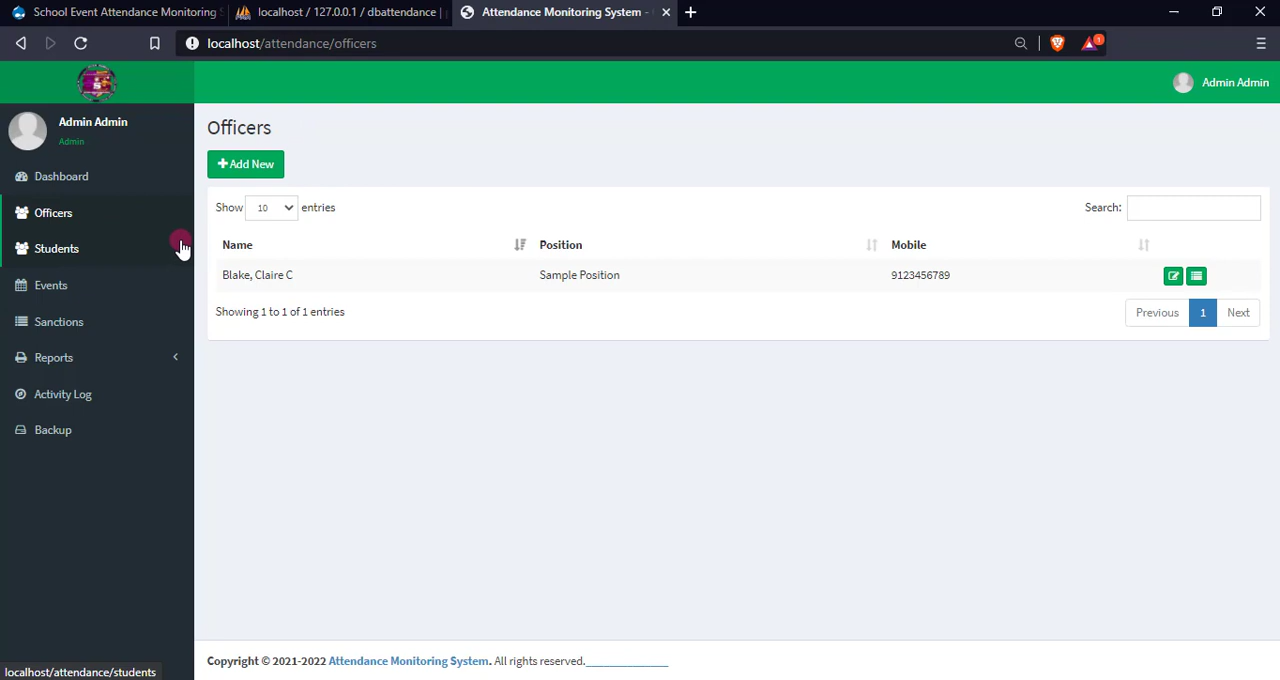 School Event Attendance Monitoring S
localhost / 127.0.0.1 / dbattendance |
Attendance Monitoring System -
localhost/attendance/officers
1
Admin Admin
Admin Admin
Admin
Dashboard
Officers
Students
Events
Sanctions
Reports
Activity Log
Backup
Officers
Add New
Show 10 entries
Search:
Name Position Mobile
Blake, Claire C Sample Position 9123456789
Showing 1 to 1 of 1 entries
Previous 1 Next
Copyright © 2021-2022 Attendance Monitoring System. All rights reserved.
localhost/attendance/students